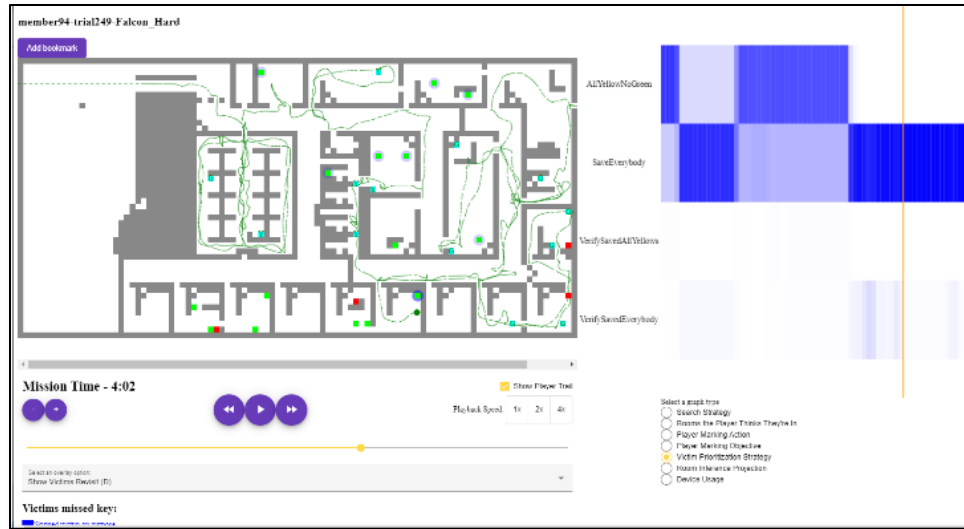 member94-trial249-Falcon_Hard
Add bookmark
AllYellowNoGreen
SaveEverybody
VerifySavedAllYellows
VerifySavedEverybody
Mission Time - 4:02
Show Player Trail
Playback Speed:
1x
2x
4x
Select an overlay option:
Show Victims Revisit (D)
Victims missed key:
Select a graph type
Search Strategy
Rooms the Player Thinks They're In
Player Marking Action
Player Marking Objective
Victim Prioritization Strategy
Room Inference Projection
Device Usage